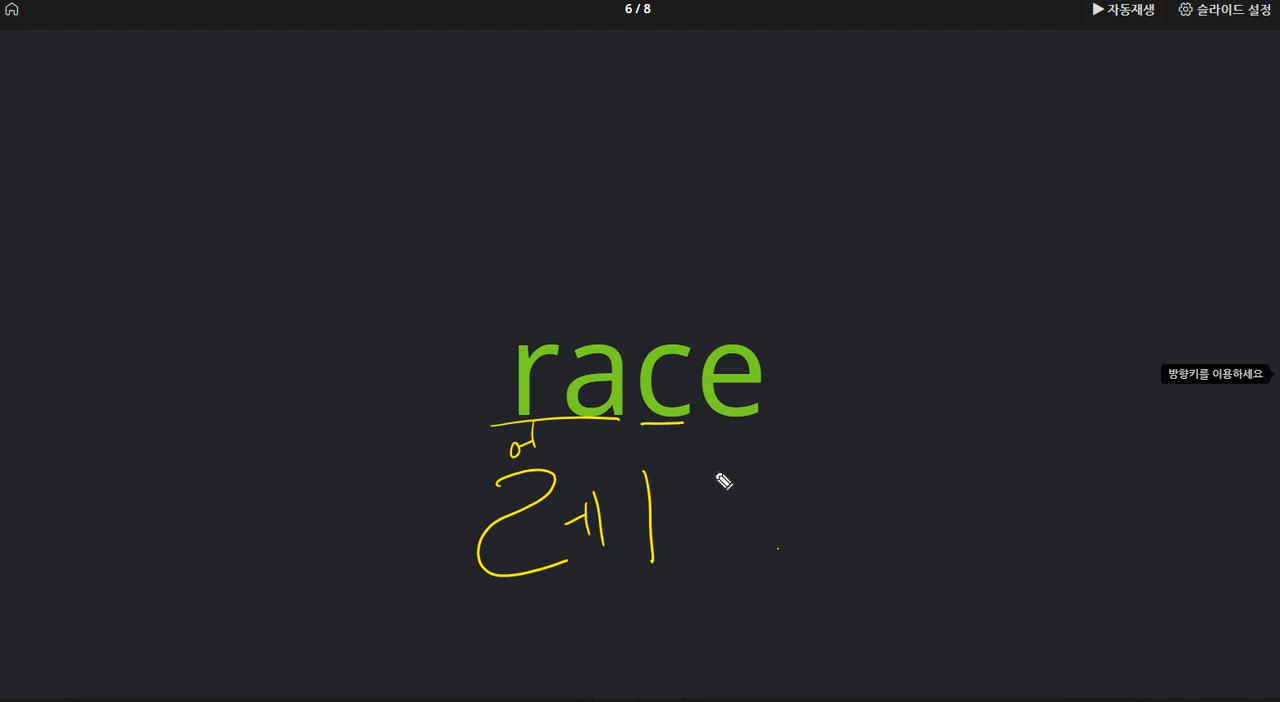 6 / 8
▶ 자동재생
슬라이드 설정
race
방향키를 이용하세요
어
레ㅣ